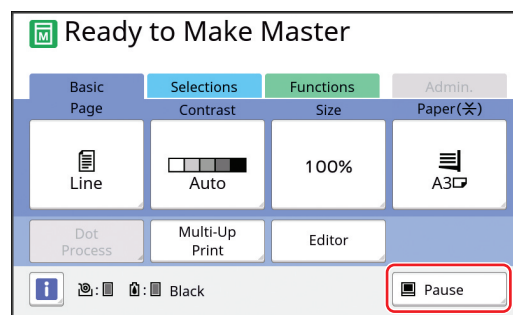 M Ready to Make Master
Basic Selections Functions Admin.
Page Contrast Size Paper(
Line Auto 100% A3
Dot Process
Multi-Up Print
Editor
i : : Black Pause